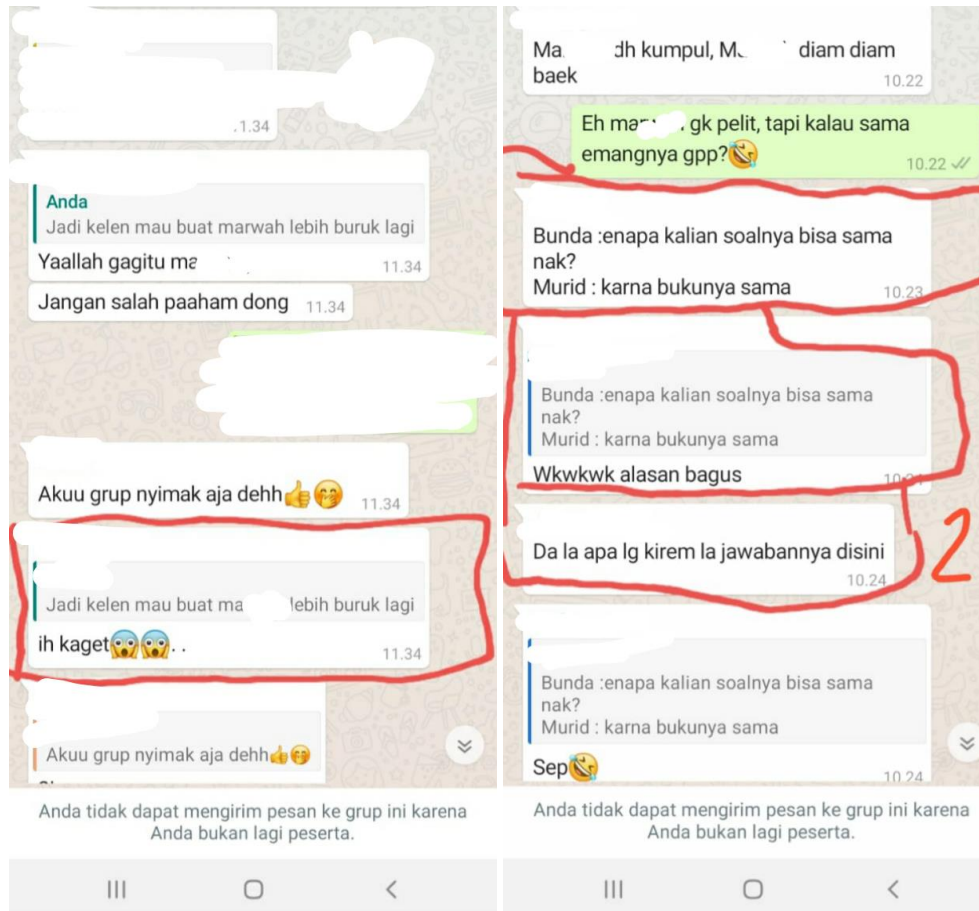 .1.34
Anda
Jadi kelen mau buat marwah lebih buruk lagi
Yaallah gagitu ma
11.34
Jangan salah paaham dong 11.34
Akuu grup nyimak aja dehh👍🤭 11.34
Jadi kelen mau buat ma lebih buruk lagi
ih kaget😱😱. .
11.34
Akuu grup nyimak aja dehh👍🤭
Anda tidak dapat mengirim pesan ke grup ini karena
Anda bukan lagi peserta.
Ma dh kumpul, M diam diam
baek 10.22
Eh mar gk pelit, tapi kalau sama
emangnya gpp?🤣 10.22
Bunda :enapa kalian soalnya bisa sama
nak?
Murid : karna bukunya sama 10.23
Bunda :enapa kalian soalnya bisa sama
nak?
Murid : karna bukunya sama
Wkwkwk alasan bagus
Da la apa lg kirem la jawabannya disini
10.24
2
Bunda :enapa kalian soalnya bisa sama
nak?
Murid : karna bukunya sama
Sep🤣 10.24
Anda tidak dapat mengirim pesan ke grup ini karena
Anda bukan lagi peserta.